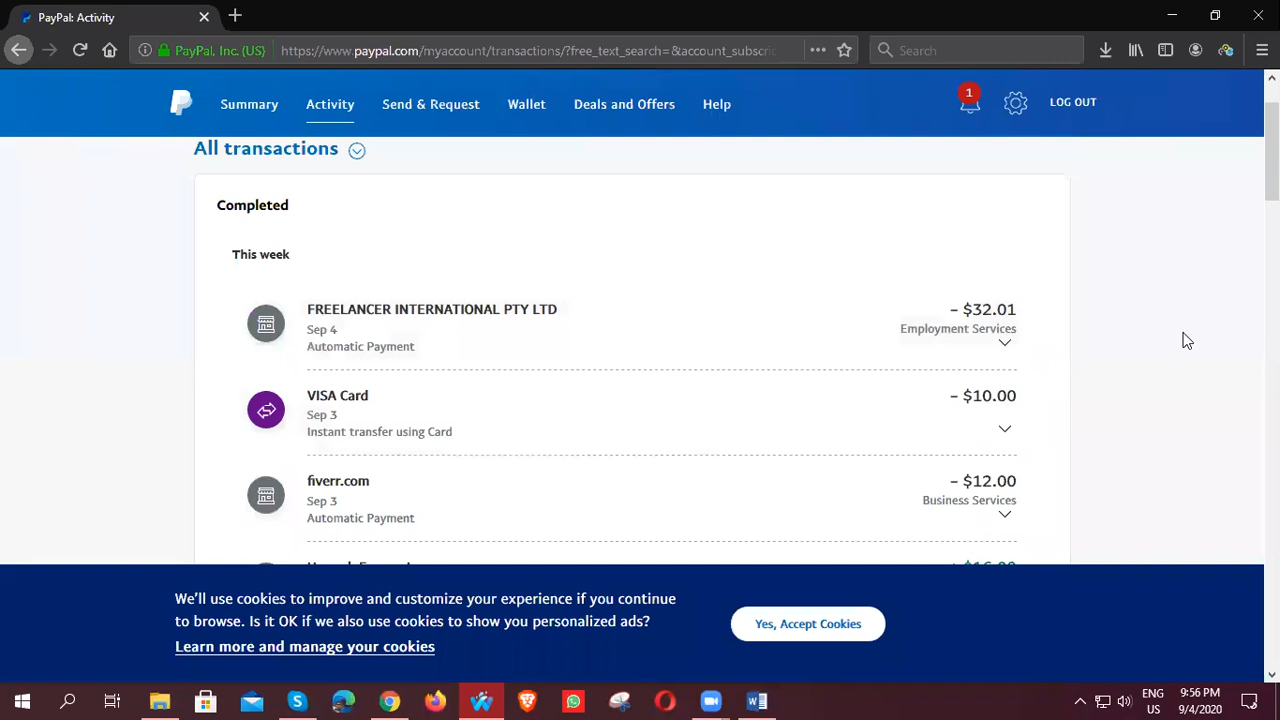 PayPal: Activity
PayPal, Inc. (US)
https://www.paypal.com/myaccount/transactions/?free_text_search=&account_subscri
Search
Summary
Activity
Send & Request
Wallet
Deals and Offers
Help
1
LOG OUT
All transactions
Completed
This week
FREELANCER INTERNATIONAL PTY LTD
- $32.01
Sep 4
Employment Services
Automatic Payment
VISA Card
- $10.00
Sep 3
Instant transfer using Card
fiverr.com
- $12.00
Sep 3
Business Services
Automatic Payment
We'll use cookies to improve and customize your experience if you continue
to browse. Is it OK if we also use cookies to show you personalized ads?
Learn more and manage your cookies
Yes, Accept Cookies
ENG
US
9:56 PM
9/4/2020